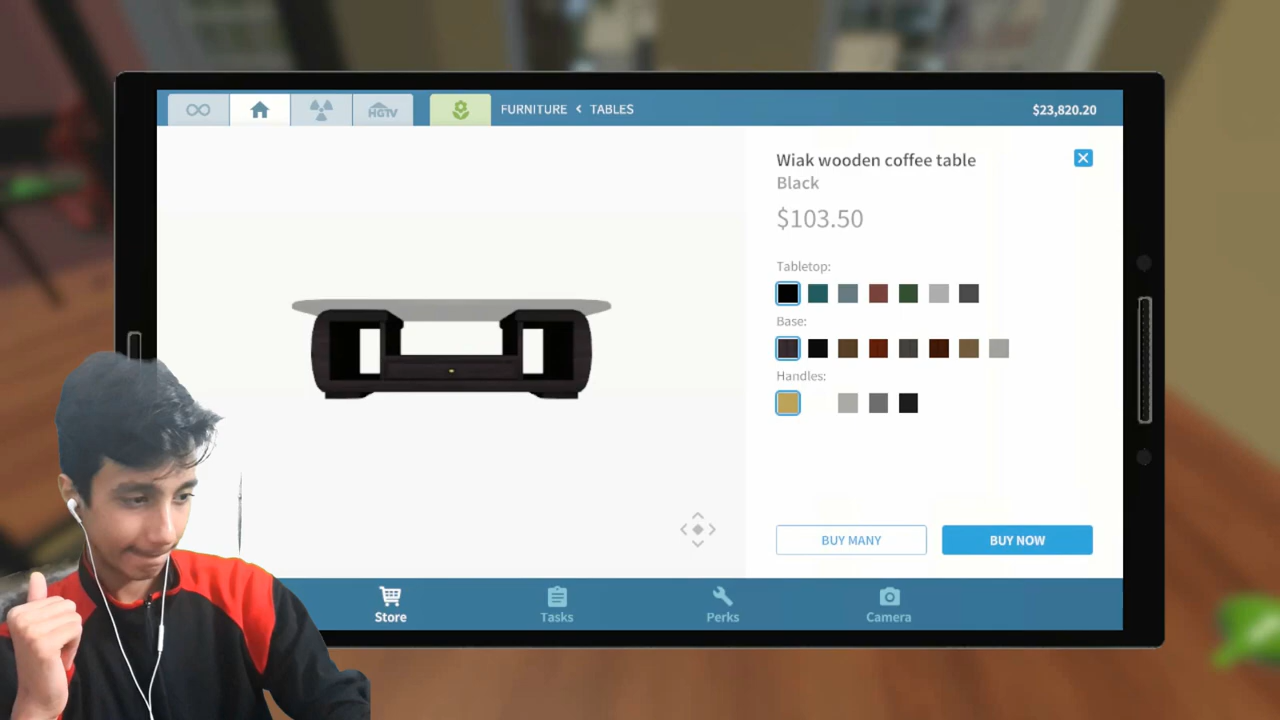 HGTV
FURNITURE < TABLES
$23,820.20
Wiak wooden coffee table
Black
$103.50
Tabletop:
Base:
Handles:
BUY MANY
BUY NOW
Store
Tasks
Perks
Camera